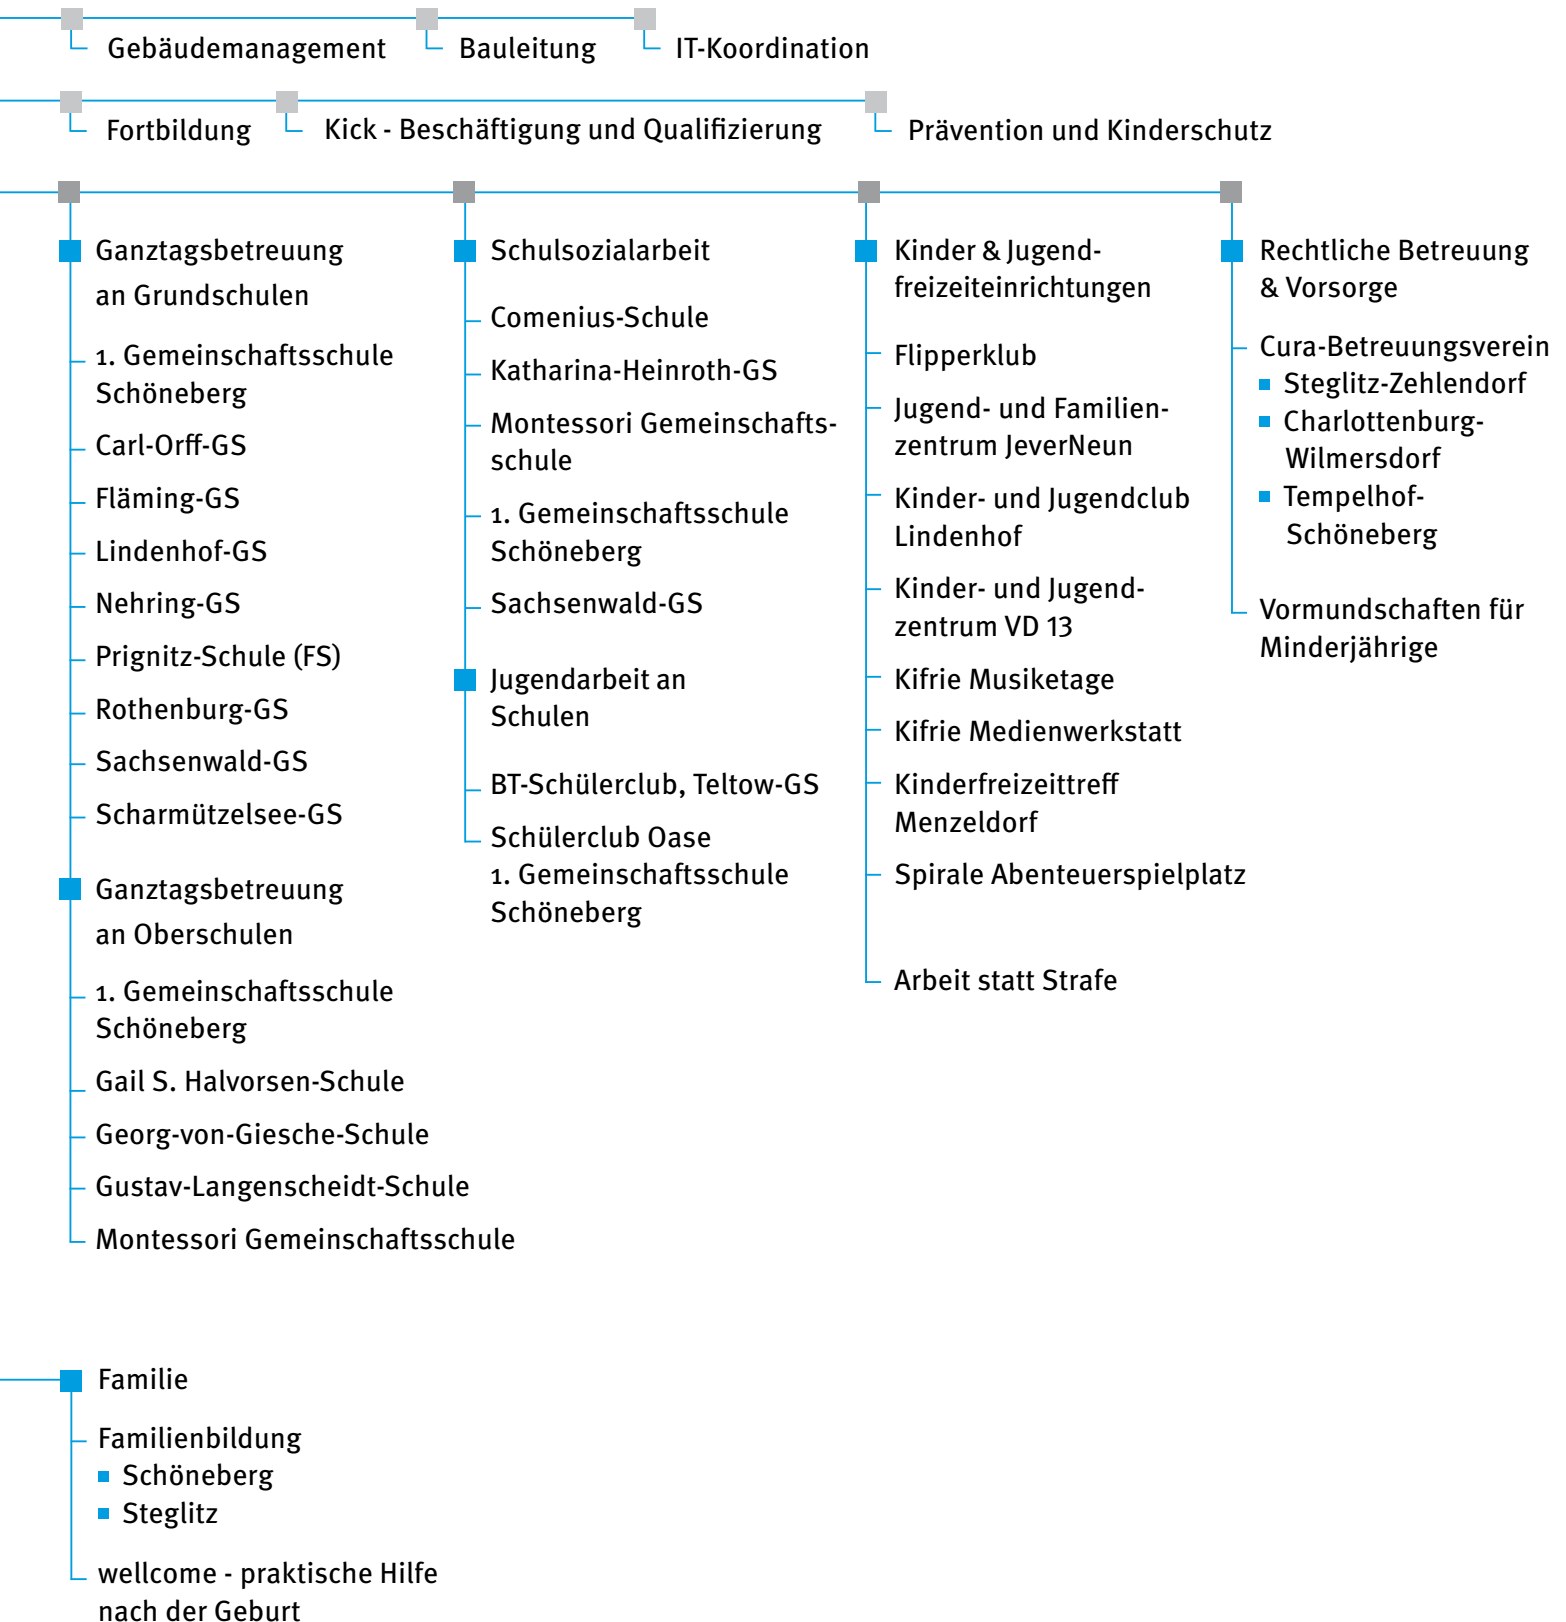 Gebäudemanagement
Bauleitung
IT-Koordination
Fortbildung
Kick - Beschäftigung und Qualifizierung
Prävention und Kinderschutz
Ganztagsbetreuung
an Grundschulen
1. Gemeinschaftsschule
Schöneberg
Carl-Orff-GS
Fläming-GS
Lindenhof-GS
Nehring-GS
Prignitz-Schule (FS)
Rothenburg-GS
Sachsenwald-GS
Scharmützelsee-GS
Ganztagsbetreuung
an Oberschulen
1. Gemeinschaftsschule
Schöneberg
Gail S. Halvorsen-Schule
Georg-von-Giesche-Schule
Gustav-Langenscheidt-Schule
Montessori Gemeinschaftsschule
Schulsozialarbeit
Comenius-Schule
Katharina-Heinroth-GS
Montessori Gemeinschafts-
schule
1. Gemeinschaftsschule
Schöneberg
Sachsenwald-GS
Jugendarbeit an
Schulen
BT-Schülerclub, Teltow-GS
Schülerclub Oase
1. Gemeinschaftsschule
Schöneberg
Kinder & Jugend-
freizeiteinrichtungen
Flipperklub
Jugend- und Familien-
zentrum JeverNeun
Kinder- und Jugendclub
Lindenhof
Kinder- und Jugend-
zentrum VD 13
Kifrie Musiketage
Kifrie Medienwerkstatt
Kinderfreizeittreff
Menzeldorf
Spirale Abenteuerspielplatz
Arbeit statt Strafe
Rechtliche Betreuung
& Vorsorge
Cura-Betreuungsverein
Steglitz-Zehlendorf
Charlottenburg-
Wilmersdorf
Tempelhof-
Schöneberg
Vormundschaften für
Minderjährige
Familie
Familienbildung
Schöneberg
Steglitz
wellcome - praktische Hilfe
nach der Geburt